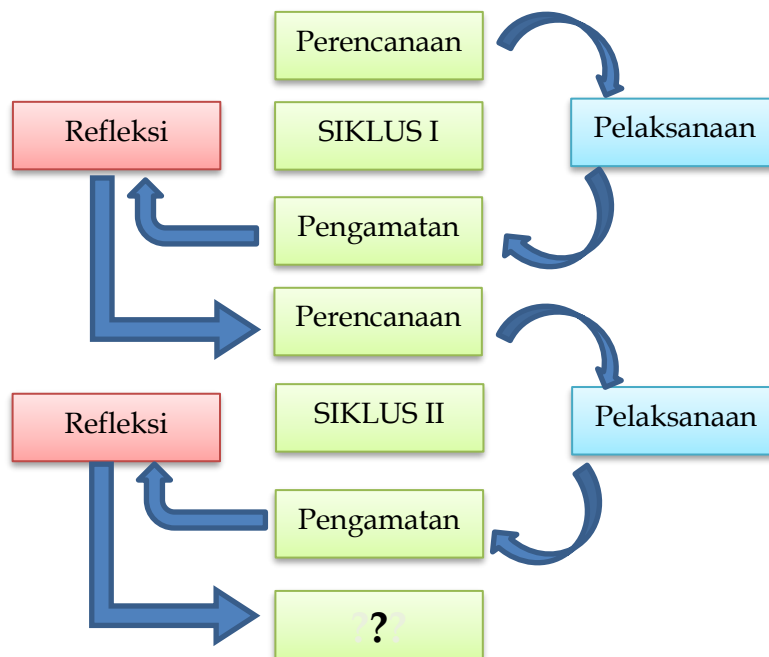 Perencanaan
Refleksi
SIKLUS I
Pelaksanaan
Pengamatan
Perencanaan
Refleksi
SIKLUS II
Pelaksanaan
Pengamatan
???